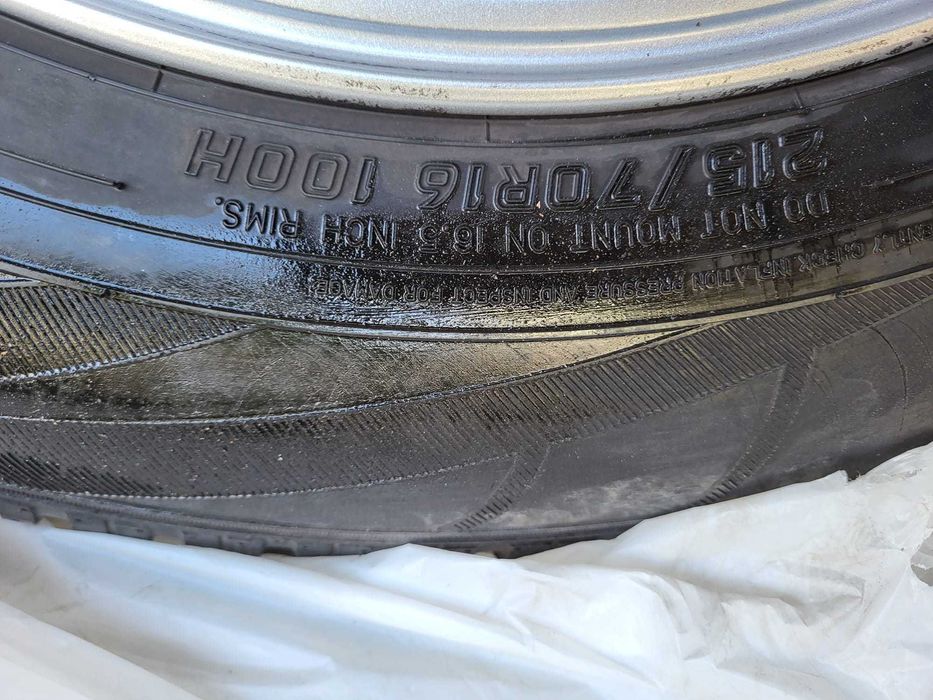 215/70R16 100H
DO NOT MOUNT ON 16.5 INCH RIMS.
CHECK INFLATION PRESSURE AND INSPECT FOR DAMAGE